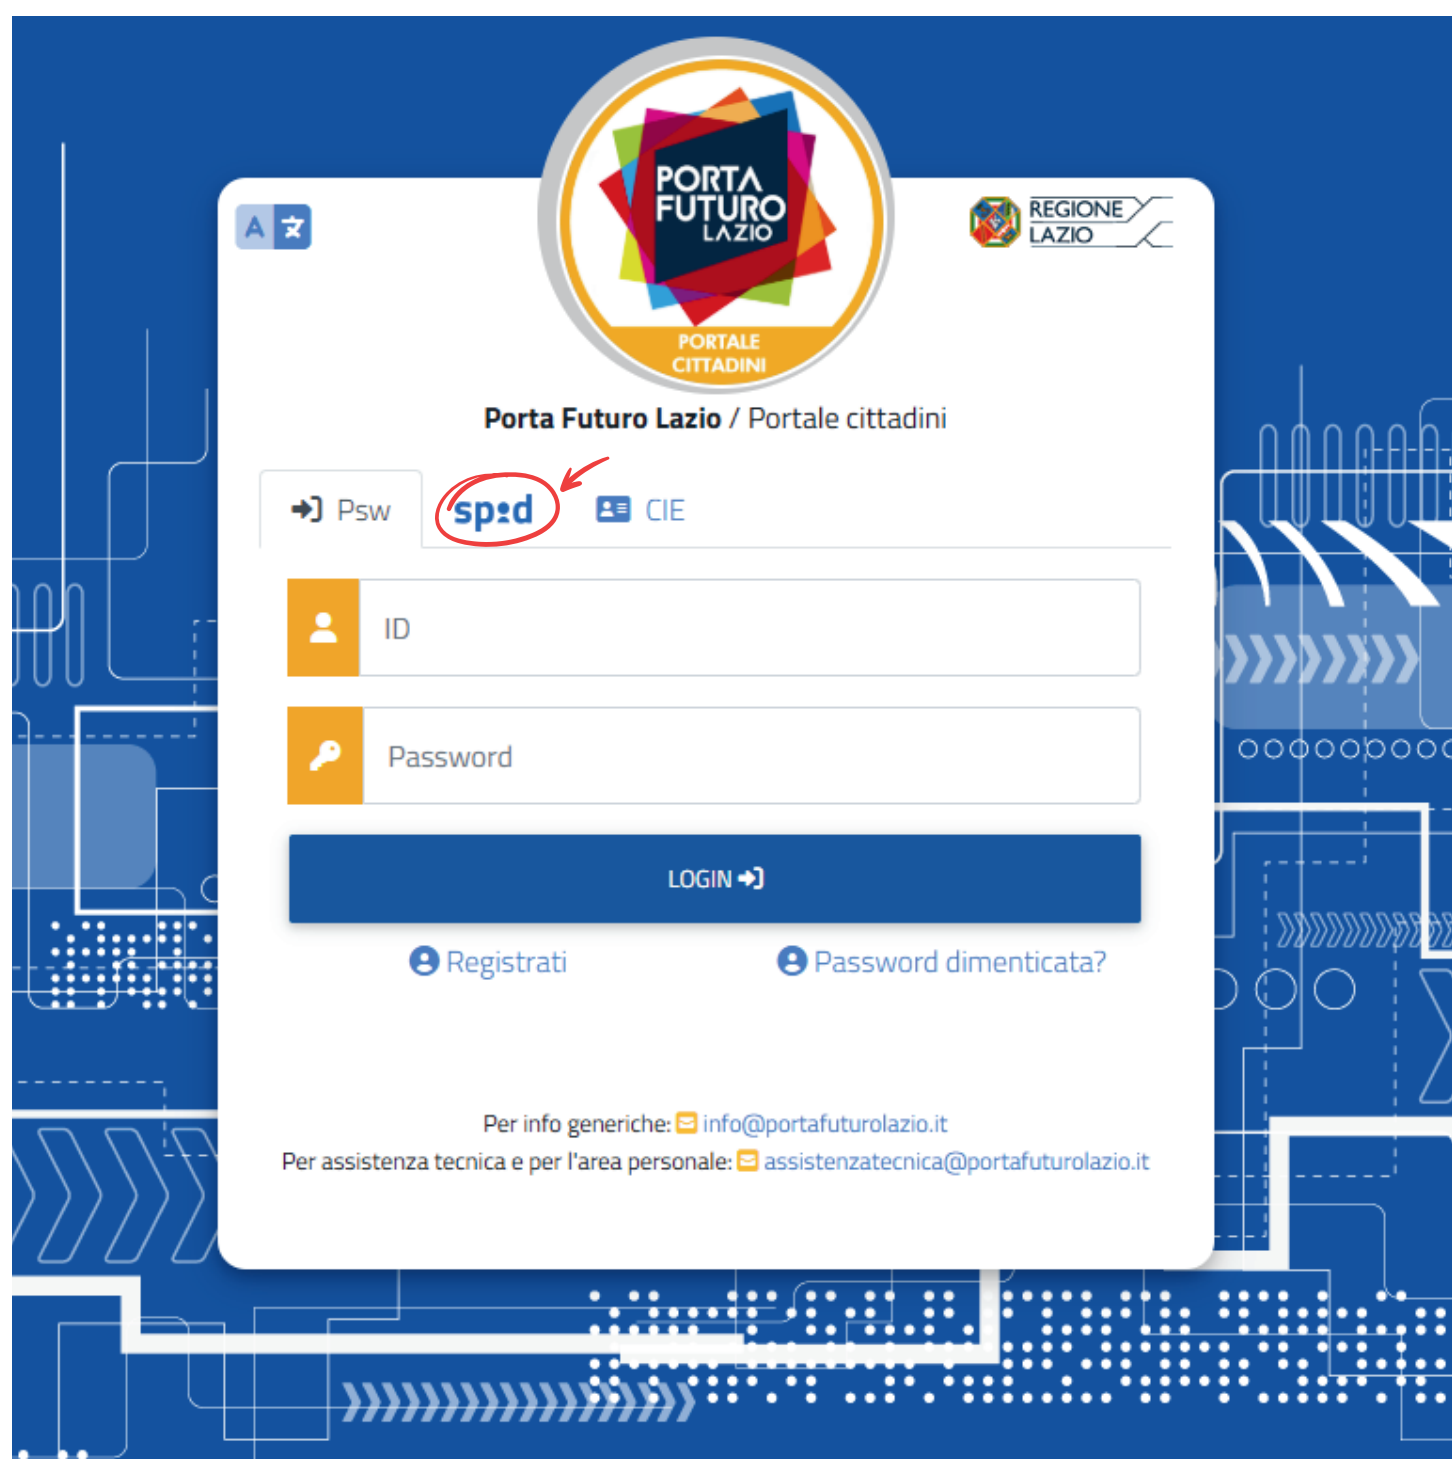 PORTA
FUTURO
LAZIO
PORTALE
CITTADINI
A
REGIONE
LAZIO
Porta Futuro Lazio / Portale cittadini
Psw
spid
CIE
ID
Password
LOGIN
Registrati
Password dimenticata?
Per info generiche: info@portafuturolazio.it
Per assistenza tecnica e per l'area personale: assistenzatecnica@portafuturolazio.it